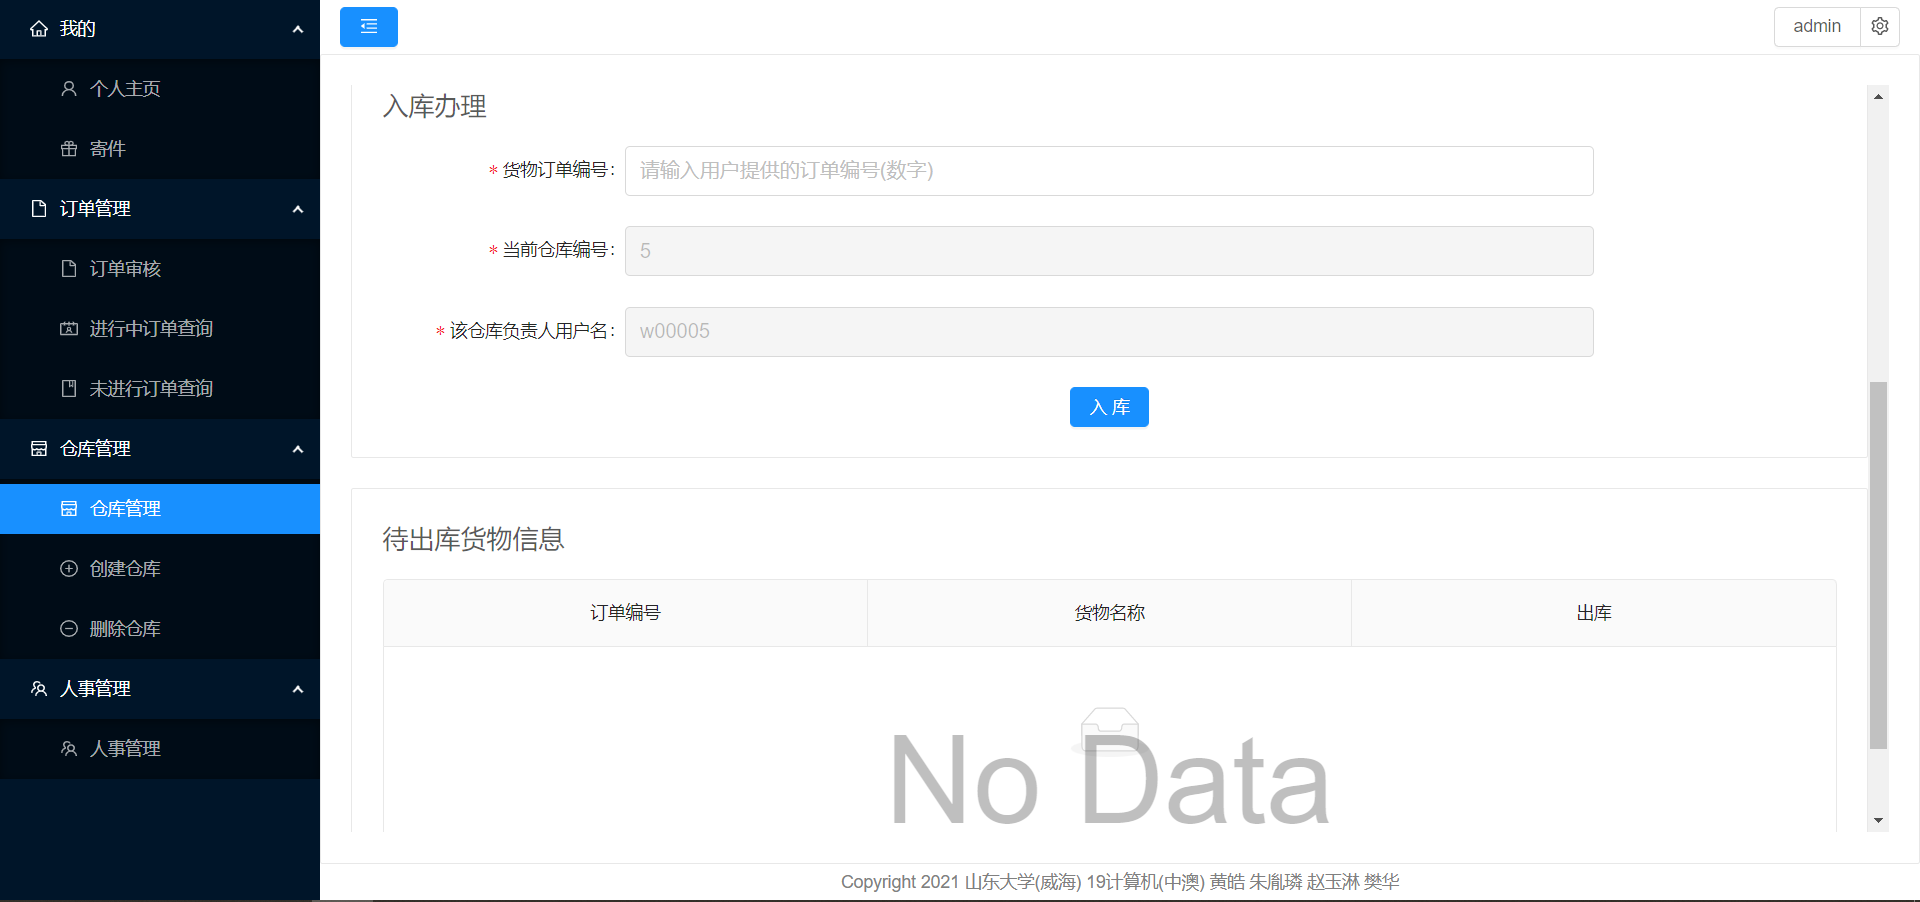 我的
个人主页
寄件
订单管理
订单审核
进行中订单查询
未进行订单查询
仓库管理
仓库管理
创建仓库
删除仓库
人事管理
人事管理
admin
入库办理
* 货物订单编号：
请输入用户提供的订单编号(数字)
* 当前仓库编号：
5
* 该仓库负责人用户名：
w00005
入 库
待出库货物信息
订单编号 货物名称 出库
No Data
Copyright 2021 山东大学(威海) 19计算机(中澳) 黄皓 朱胤璘 赵玉淋 樊华